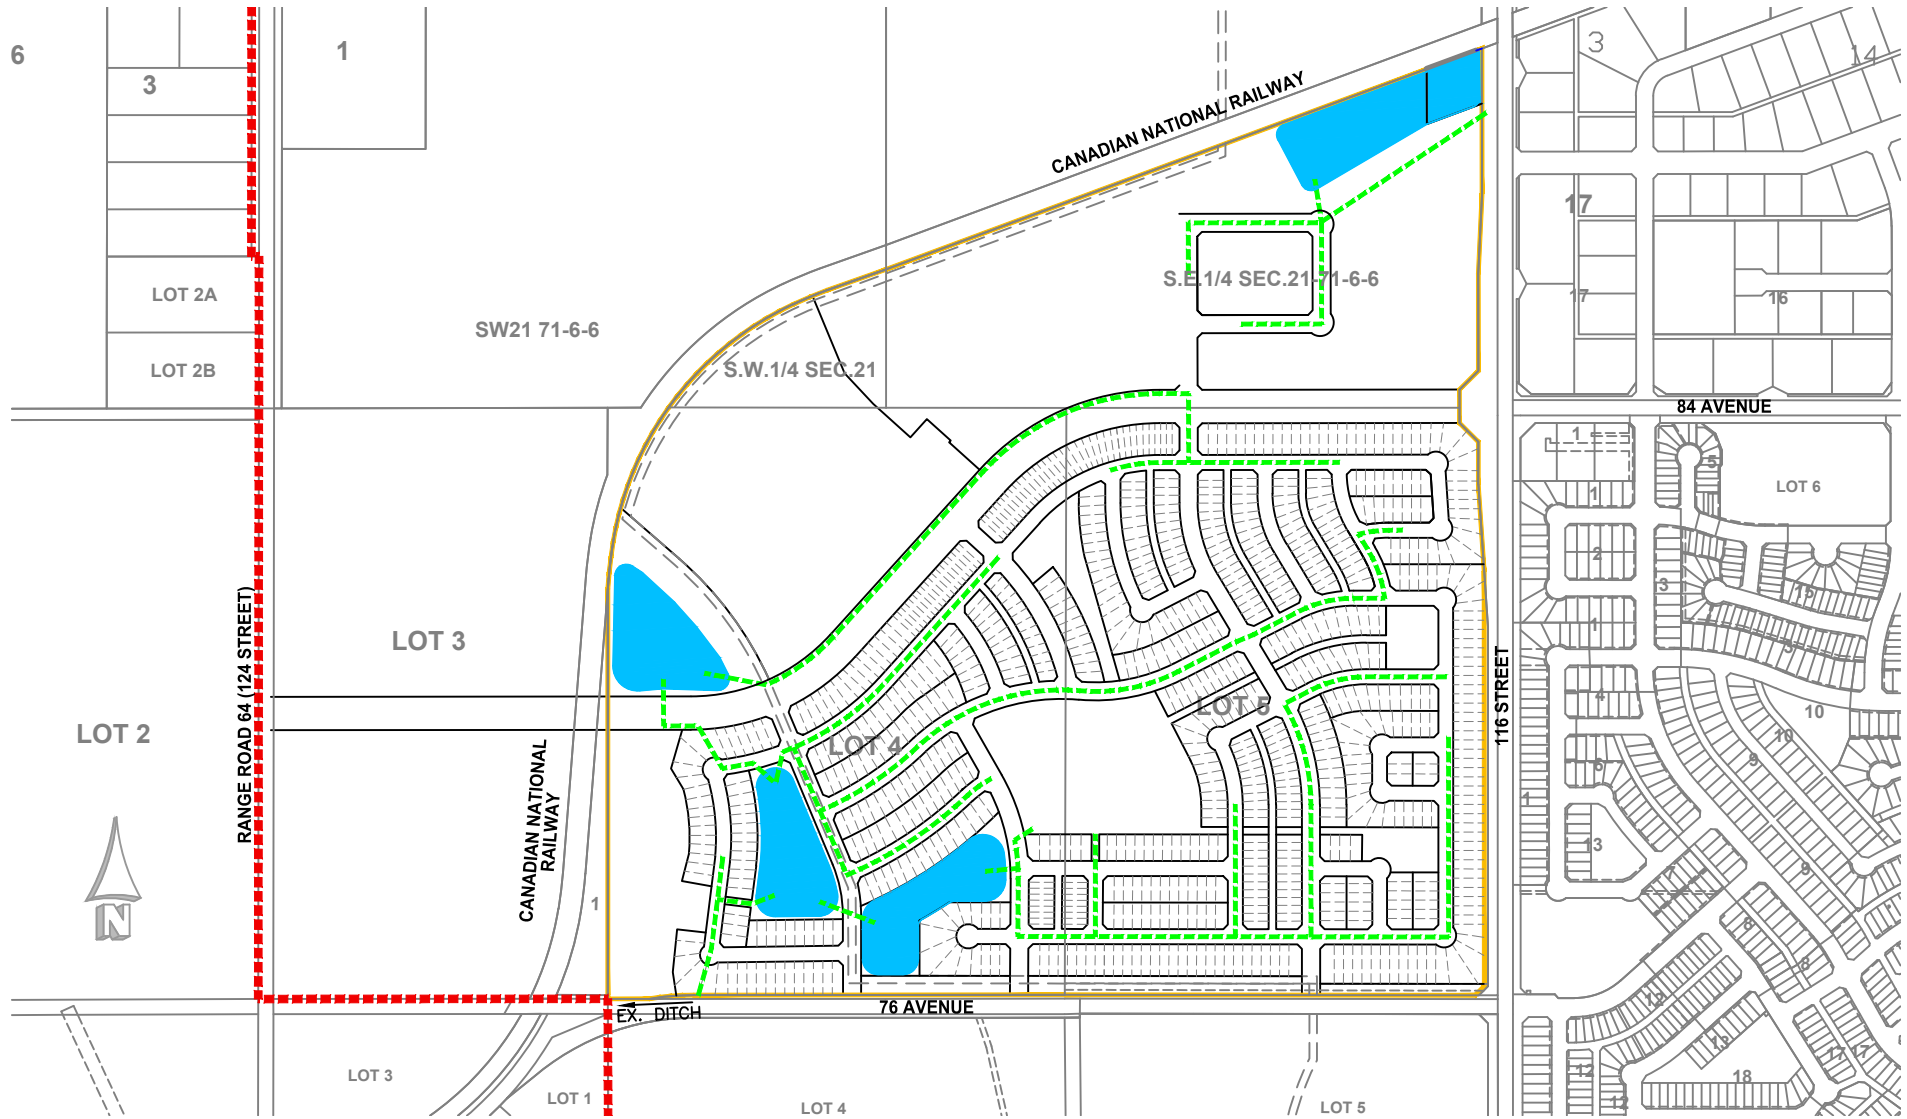 6
1
3
14
3
CANADIAN NATIONAL RAILWAY
17
S.E.1/4 SEC.21-71-6-6
LOT 2A
17
16
SW21 71-6-6
LOT 2B
S.W.1/4 SEC.21
84 AVENUE
1
5
LOT 6
1
2
3
15
RANGE ROAD 64 (124 STREET)
LOT 3
1
3
116 STREET
4
LOT 5
10
LOT 2
LOT 4
10
9
CANADIAN NATIONAL
RAILWAY
5
1
13
9
7
1
8
8
12
76 AVENUE
EX. DITCH
N
13
17
17
LOT 3
12
18
LOT 1
LOT 4
LOT 5
12